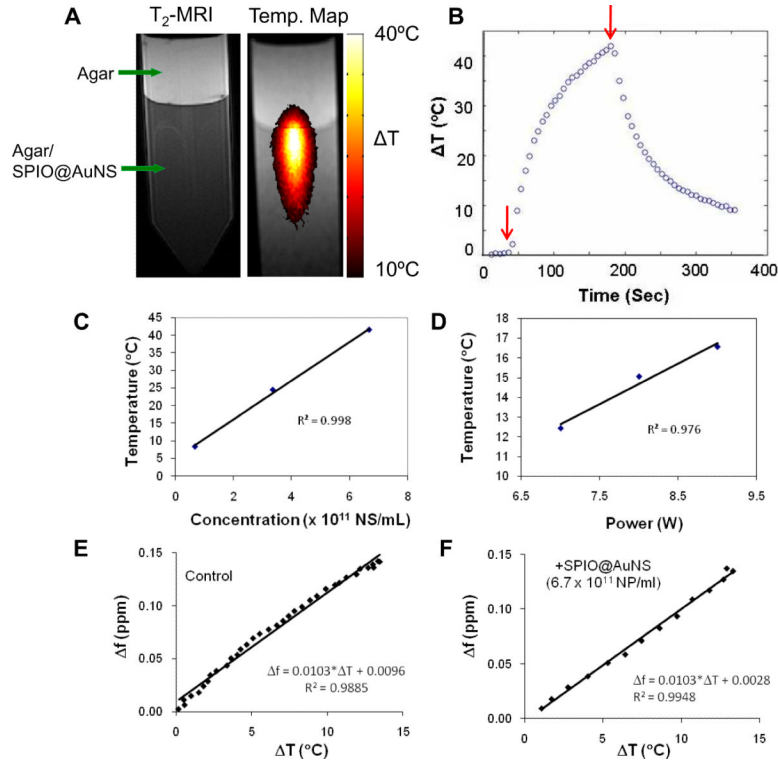 A
T₂-MRI
Temp. Map
Agar
Agar/
SPIO@AuNS
40ºC
ΔT
10ºC
B
ΔT (°C)
40
30
20
10
0
0 100 200 300 400
Time (Sec)
C
Temperature (°C)
45
40
35
30
25
20
15
10
5
0
R² = 0.998
0 2 4 6 8
Concentration (x 10¹¹ NS/mL)
D
Temperature (°C)
18
17
16
15
14
13
12
11
10
R² = 0.976
6.5 7.5 8.5 9.5
Power (W)
E
Δf (ppm)
0.15
0.10
0.05
0.00
Control
Δf = 0.0103*ΔT + 0.0096
R² = 0.9885
0 5 10 15
ΔT (°C)
F
Δf (ppm)
0.15
0.10
0.05
0.00
+SPIO@AuNS
(6.7 x 10¹¹ NP/ml)
Δf = 0.0103*ΔT + 0.0028
R² = 0.9948
0 5 10 15
ΔT (°C)